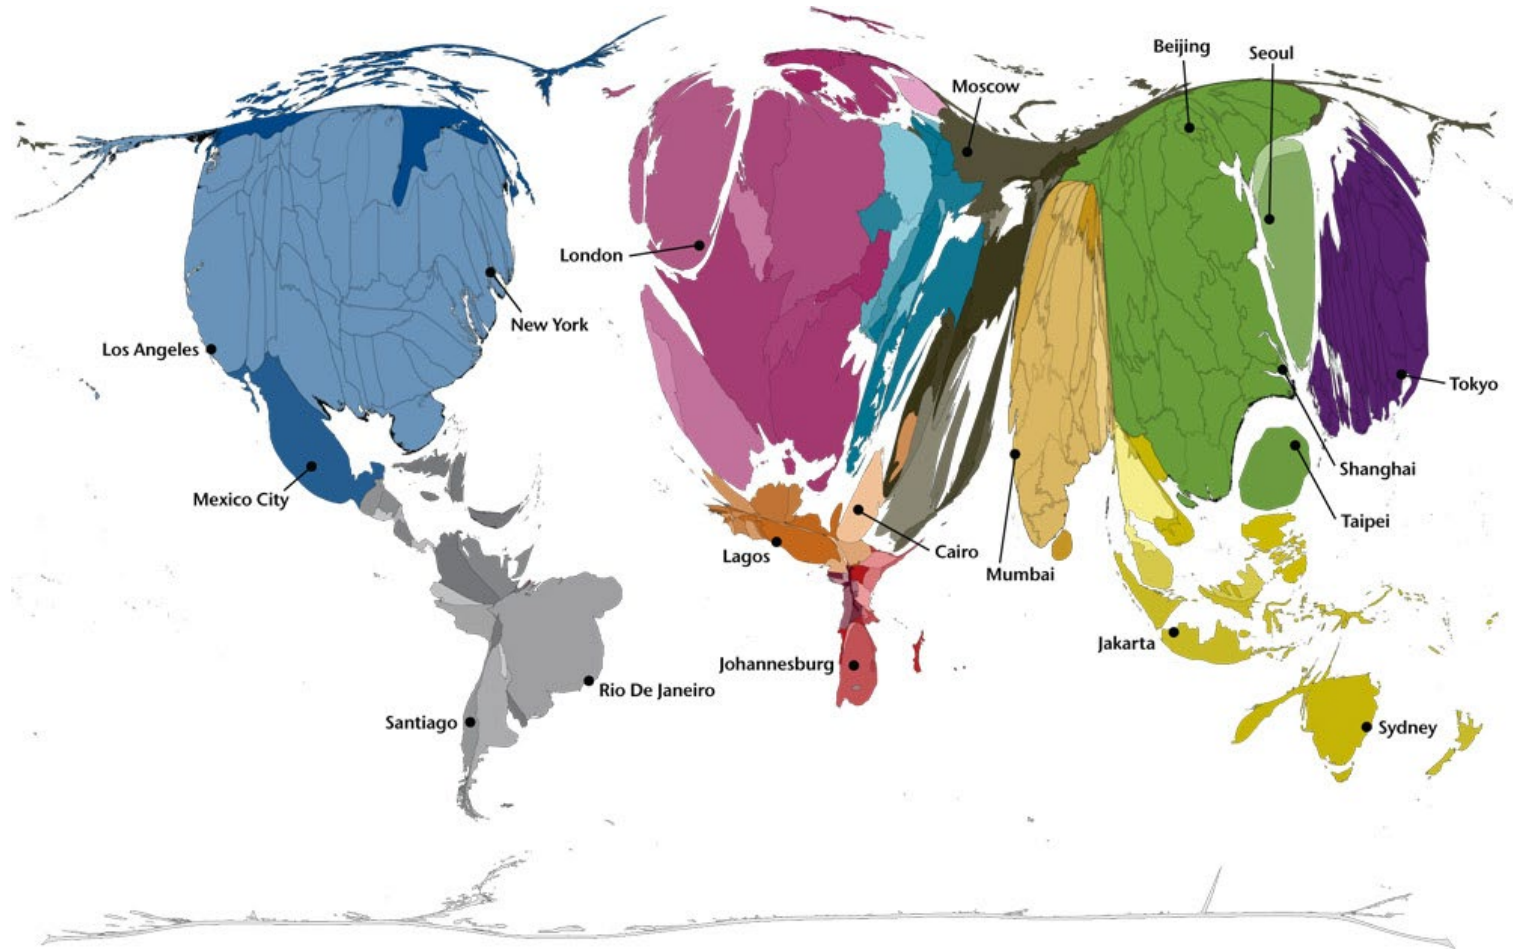 Beijing
Seoul
Moscow
London
New York
Los Angeles
Tokyo
Shanghai
Mexico City
Taipei
Lagos
Cairo
Mumbai
Jakarta
Johannesburg
Rio De Janeiro
Santiago
Sydney